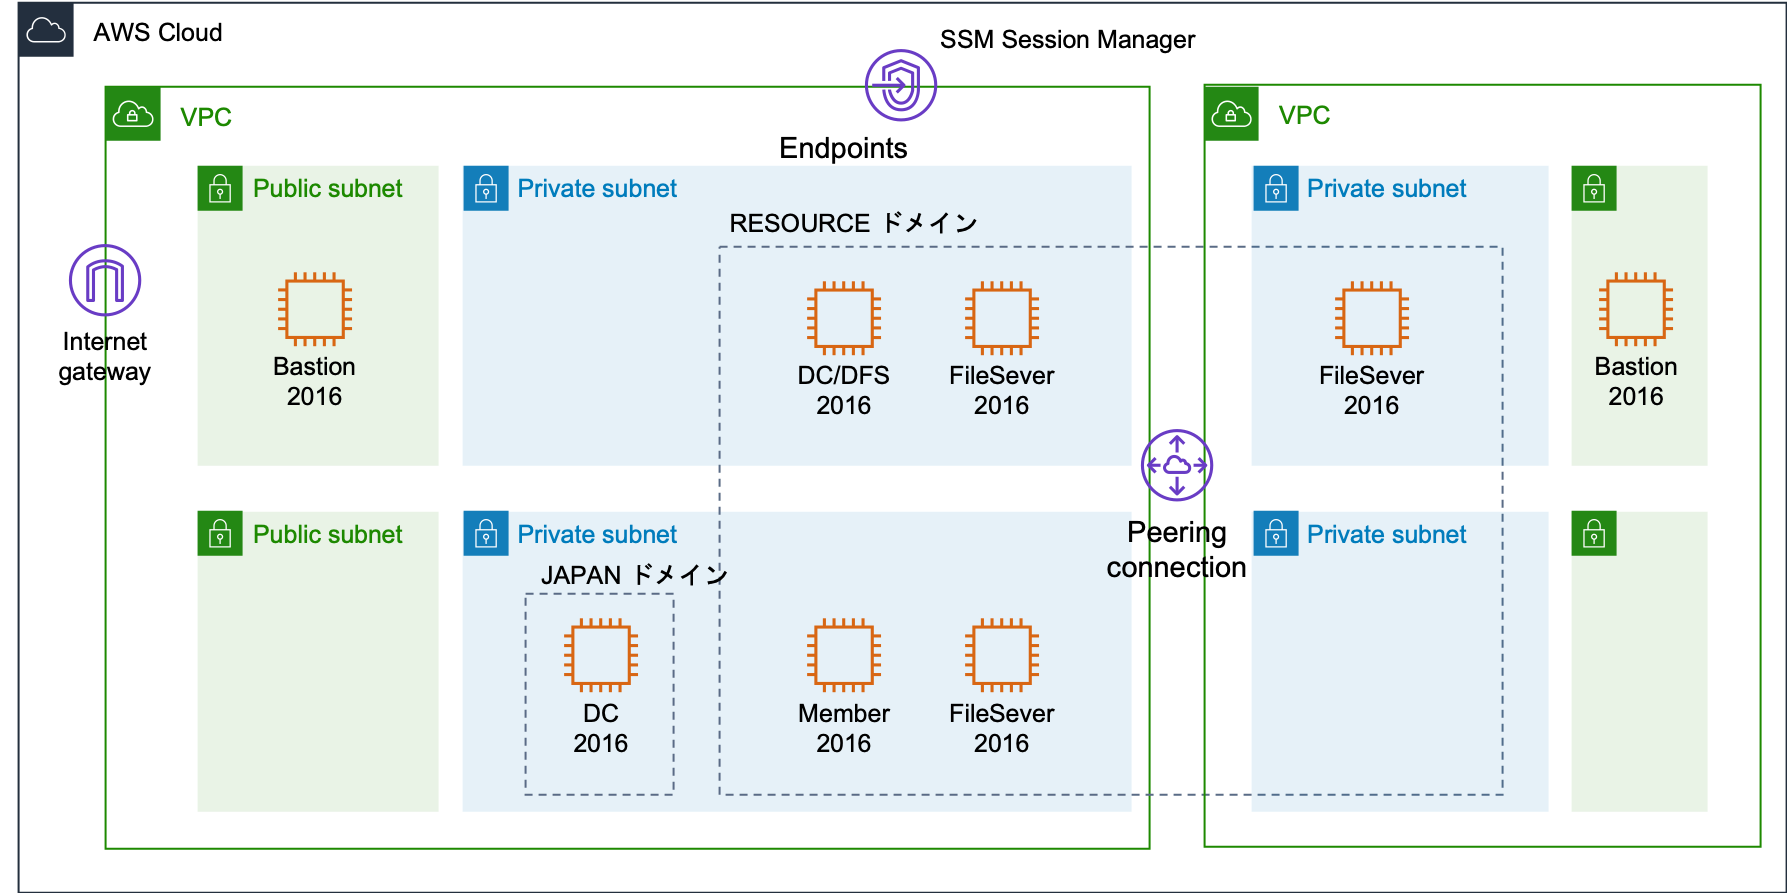 AWS Cloud
SSM Session Manager
VPC
VPC
Endpoints
Public subnet
Private subnet
Private subnet
RESOURCE ドメイン
Internet
gateway
Bastion
2016
DC/DFS
2016
FileSever
2016
FileSever
2016
Bastion
2016
Peering
connection
Public subnet
Private subnet
Private subnet
JAPAN ドメイン
DC
2016
Member
2016
FileSever
2016